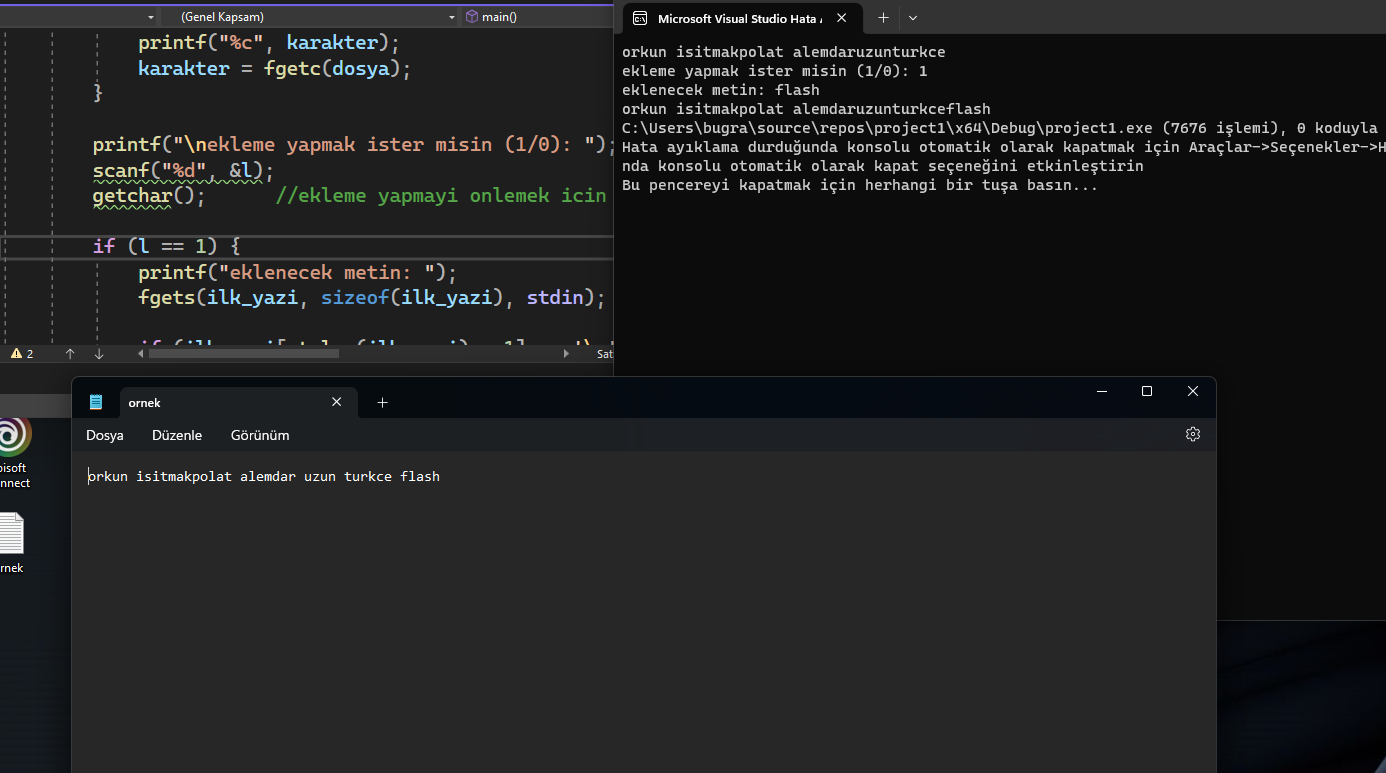 (Genel Kapsam)
main()
printf("%c", karakter);
karakter = fgetc(dosya);
}
printf("\nekleme yapmak ister misin (1/0): ");
scanf("%d", &l);
getchar(); //ekleme yapmayi onlemek icin
if (l == 1) {
printf("eklenecek metin: ");
fgets(ilk_yazi, sizeof(ilk_yazi), stdin);
2
Microsoft Visual Studio Hata
orkun isitmakpolat alemdaruzunturkce
ekleme yapmak ister misin (1/0): 1
eklenecek metin: flash
orkun isitmakpolat alemdaruzunturkceflash
C:\Users\bugra\source\repos\project1\x64\Debug\project1.exe (7676 işlemi), 0 koduyla
Hata ayıklama durduğunda konsolu otomatik olarak kapatmak için Araçlar->Seçenekler->H
nda konsolu otomatik olarak kapat seçeneğini etkinleştirin
Bu pencereyi kapatmak için herhangi bir tuşa basın...
ornek
Dosya Düzenle Görünüm
orkun isitmakpolat alemdar uzun turkce flash
bisoft
nnect
rnek